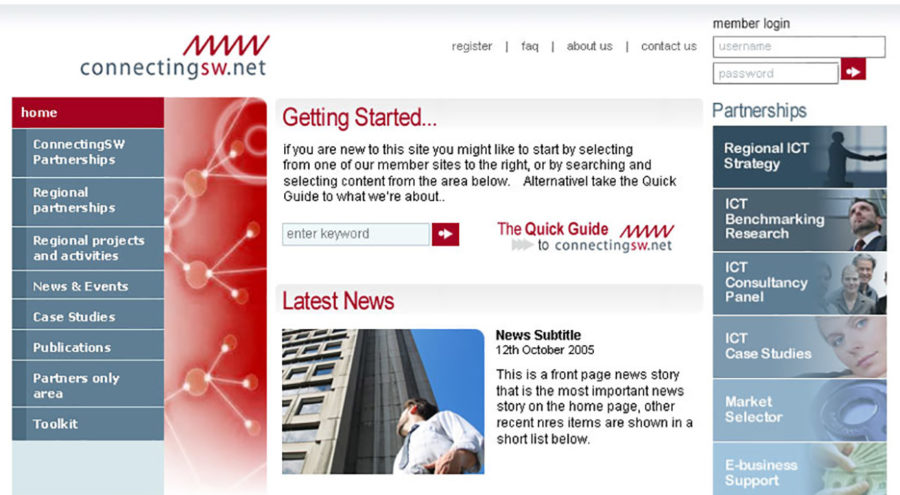 connectingsw.net
register | faq | about us | contact us
member login
username
password
home
ConnectingSW
Partnerships
Regional
partnerships
Regional projects
and activities
News & Events
Case Studies
Publications
Partners only
area
Toolkit
Getting Started...
if you are new to this site you might like to start by selecting
from one of our member sites to the right, or by searching and
selecting content from the area below. Alternativel take the Quick
Guide to what we're about..
enter keyword
The Quick Guide
to connectingsw.net
Latest News
News Subtitle
12th October 2005
This is a front page news story
that is the most important news
story on the home page, other
recent nres items are shown in a
short list below.
Partnerships
Regional ICT
Strategy
ICT
Benchmarking
Research
ICT
Consultancy
Panel
ICT
Case Studies
Market
Selector
E-business
Support